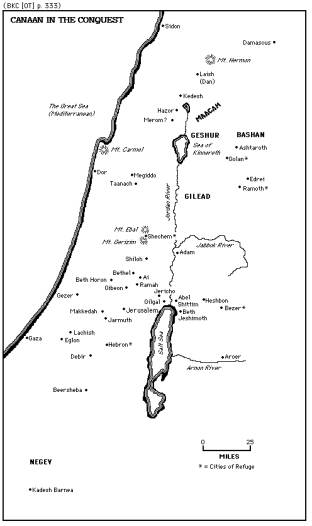 (BKC [OT] p. 333)
CANAAN IN THE CONQUEST
Sidon
Damascus
Mt. Hermon
Laish
(Dan)
Kedesh
The Great Sea
(Mediterranean)
Hazor
MAACAH
Merom?
GESHUR
BASHAN
Sea of
Kinnereth
Ashtaroth
Mt. Carmel
Golan*
Dor
Megiddo
Taanach
Edrei
Ramoth*
GILEAD
Jordan River
Mt. Ebal
Shechem*
Mt. Gerizim
Jabbok River
Adam
Shiloh
Bethel
Ai
Beth Horon
Ramah
Gibeon
Jericho
Gezer
Gilgal
Abel
Shittim
Heshbon
Makkedah
Jerusalem
Beth
Jeshimoth
Bezer*
Jarmuth
Gaza
Lachish
Eglon
Hebron*
Salt Sea
Debir
Aroer
Arnon River
Beersheba
0
25
MILES
NEGEV
* = Cities of Refuge
Kadesh Barnea